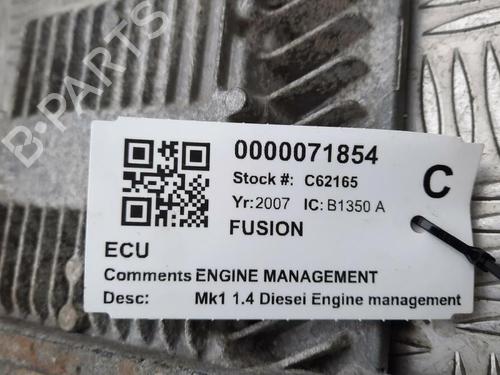 B-PARTS
0000071854
C
Stock #: C62165
Yr: 2007 IC: B1350 A
FUSION
ECU
Comments ENGINE MANAGEMENT
Desc: Mk1 1.4 Diesel Engine management